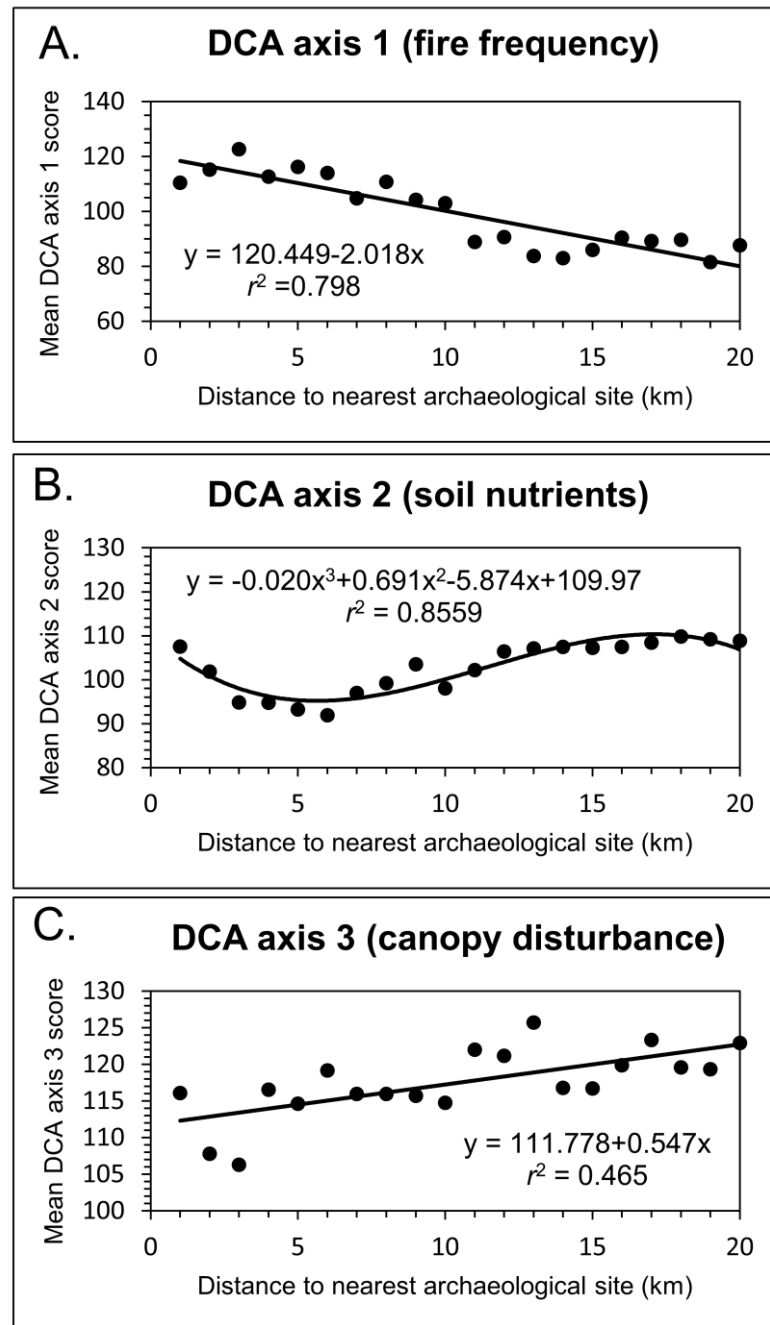 A.
DCA axis 1 (fire frequency)
Mean DCA axis 1 score
140
120
100
80
60
y = 120.449-2.018x
r² =0.798
0 5 10 15 20
Distance to nearest archaeological site (km)
B.
DCA axis 2 (soil nutrients)
Mean DCA axis 2 score
130
120
110
100
90
80
y = -0.020x³+0.691x²-5.874x+109.97
r² = 0.8559
0 5 10 15 20
Distance to nearest archaeological site (km)
C.
DCA axis 3 (canopy disturbance)
Mean DCA axis 3 score
130
125
120
115
110
105
100
y = 111.778+0.547x
r² = 0.465
0 5 10 15 20
Distance to nearest archaeological site (km)